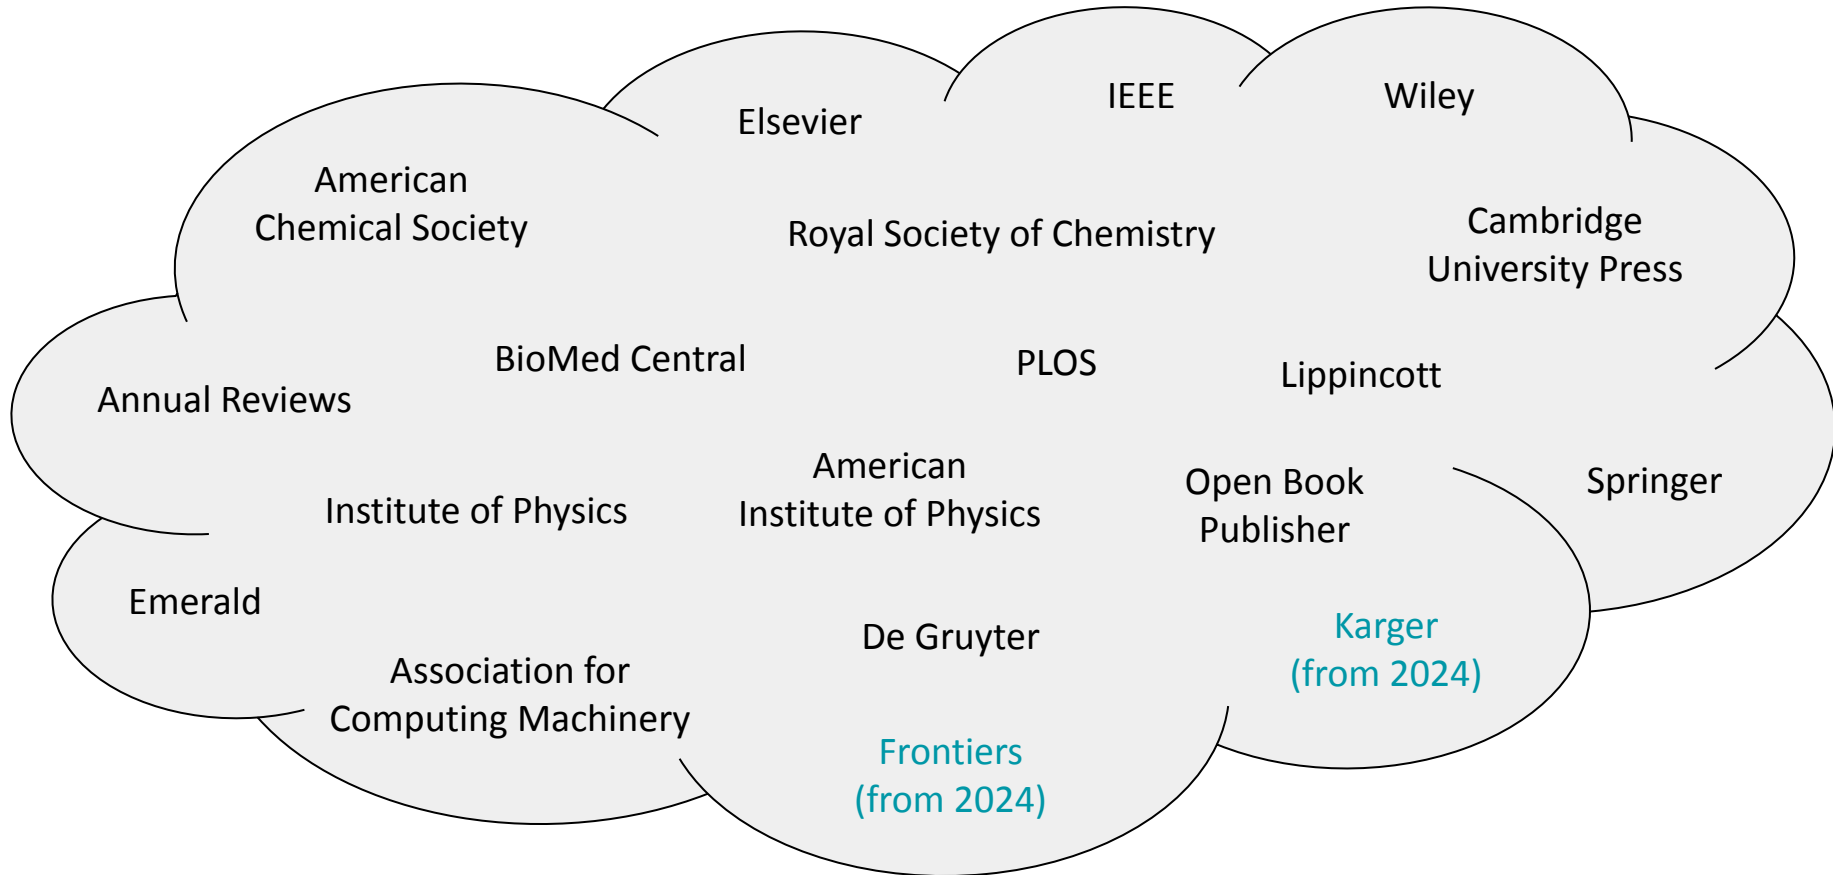 IEEE
Wiley
Elsevier
American
Chemical Society
Royal Society of Chemistry
Cambridge
University Press
BioMed Central
PLOS
Lippincott
Annual Reviews
American
Institute of Physics
Open Book
Publisher
Springer
Institute of Physics
Emerald
De Gruyter
Karger
(from 2024)
Association for
Computing Machinery
Frontiers
(from 2024)